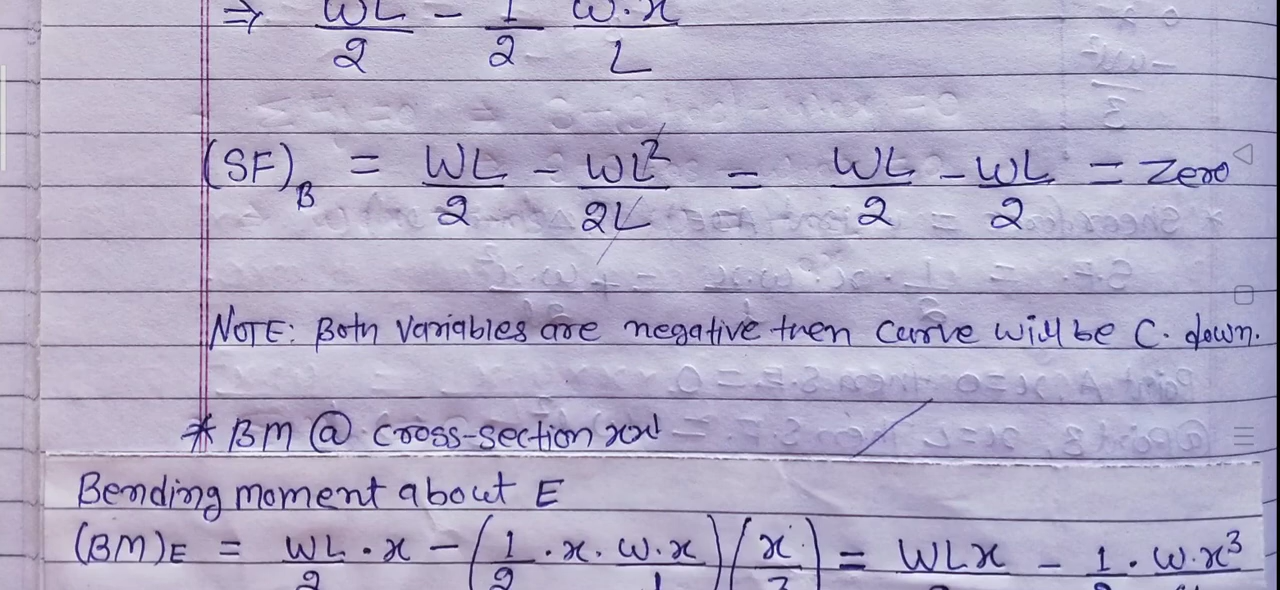 ⇒ WL/2 - 1/2 w.x/L
(SF)B = WL/2 - WL²/2L = WL/2 - WL/2 = Zero
NOTE: Both variables are negative then curve will be C. down.
* BM @ cross-section xx'
Bending moment about E
(BM)E = WL/2 . x - (1/2 . x . w.x/L)(x/3) = WLx - 1 . w.x³